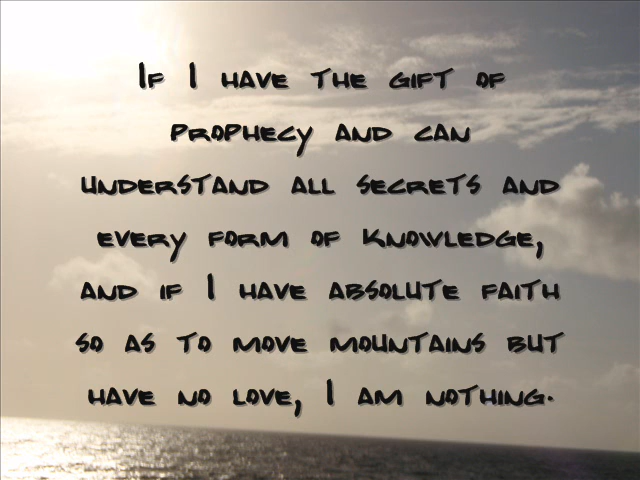 If I have the gift of
prophecy and can
understand all secrets and
every form of knowledge,
and if I have absolute faith
so as to move mountains but
have no love, I am nothing.